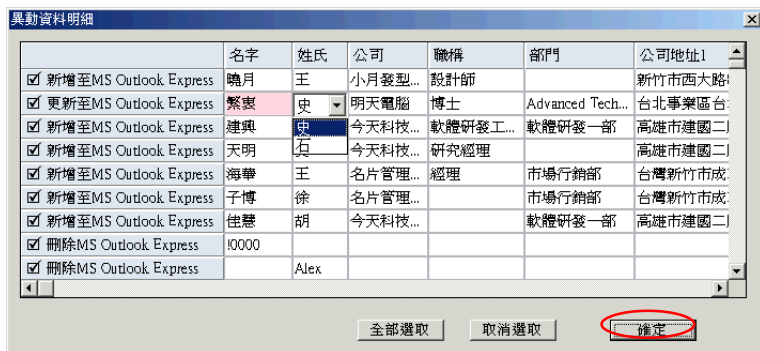 異動資料明細
名字 姓氏 公司 職稱 部門 公司地址1
新增至MS Outlook Express 曉月 王 小月發型... 設計師 新竹市西大路
更新至MS Outlook Express 繁衷 史 明天電腦 博士 Advanced Tech... 台北事業區台
新增至MS Outlook Express 建興 史 今天科技... 軟體研發工... 軟體研發一部 高雄市建國二
新增至MS Outlook Express 天明 石 今天科技... 研究經理 高雄市建國二
新增至MS Outlook Express 海華 王 名片管理... 經理 市場行銷部 台灣新竹市成
新增至MS Outlook Express 子博 徐 名片管理... 市場行銷部 台灣新竹市成
新增至MS Outlook Express 佳慧 胡 今天科技... 軟體研發一部 高雄市建國二
刪除MS Outlook Express !0000
刪除MS Outlook Express Alex
全部選取 取消選取 確定